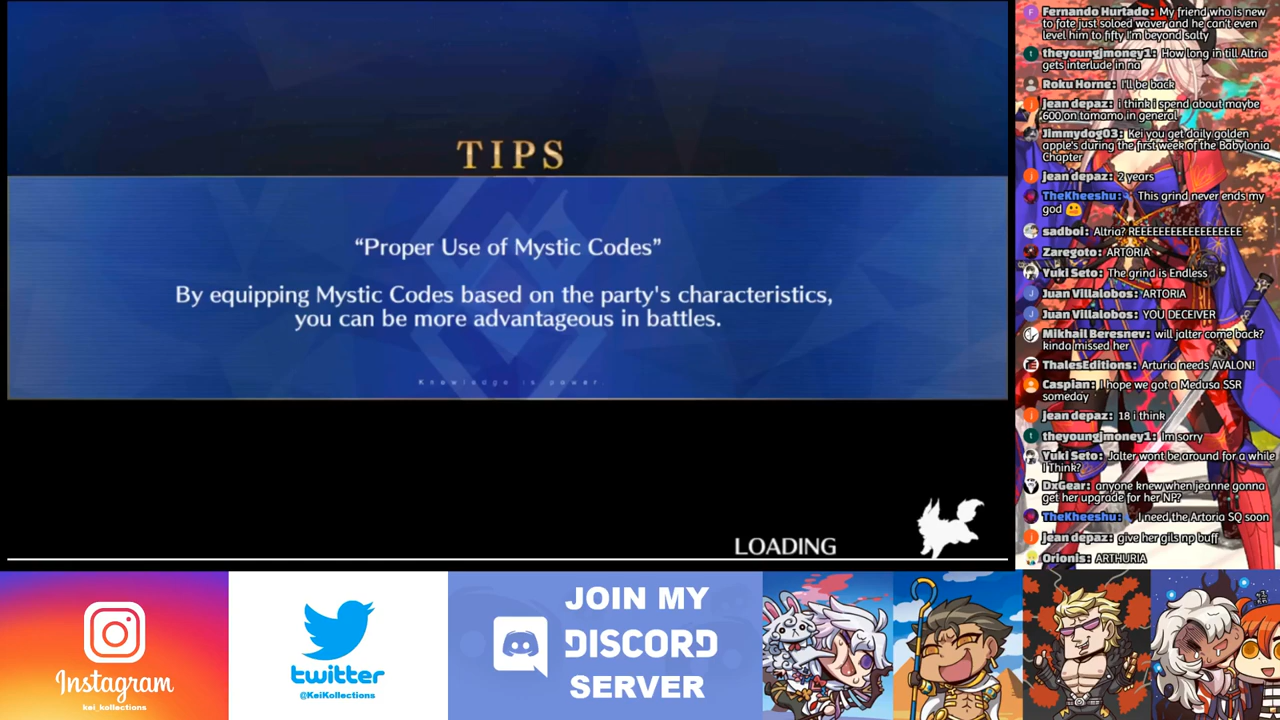 TIPS
“Proper Use of Mystic Codes”
By equipping Mystic Codes based on the party's characteristics,
you can be more advantageous in battles.
Knowledge is power
LOADING
Fernando Hurtado: My friend who is new
to fate just soloed waver and he can't even
level him to fifty I'm beyond salty
theyoungjmoney1: How long in till Altria
gets interlude in na
Roku Horne: I'll be back
jean depaz: i think i spend about maybe
600 on tamamo in general
Jimmydog03: Kei you get daily golden
apple's during the first week of the Babylonia
Chapter
jean depaz: 2 years
TheKheeshu: This grind never ends my
god
sadboi: Altria? REEEEEEEEEEEEEEEEEE
Zaregoto: ARTORIA
Yuki Seto: The grind is Endless
Juan Villalobos: ARTORIA
Juan Villalobos: YOU DECEIVER
Mikhail Beresnev: will jalter come back?
kinda missed her
ThalesEditions: Arturia needs AVALON!
Caspian: I hope we got a Medusa SSR
someday
jean depaz: 18 i think
theyoungjmoney1: Im sorry
Yuki Seto: Jalter wont be around for a while
I Think?
DxGear: anyone knew when jeanne gonna
get her upgrade for her NP?
TheKheeshu: I need the Artoria SQ soon
jean depaz: give her gils np buff
Orionis: ARTHURIA
Instagram
kei_kollections
twitter
@KeiKollections
JOIN MY
DISCORD
SERVER